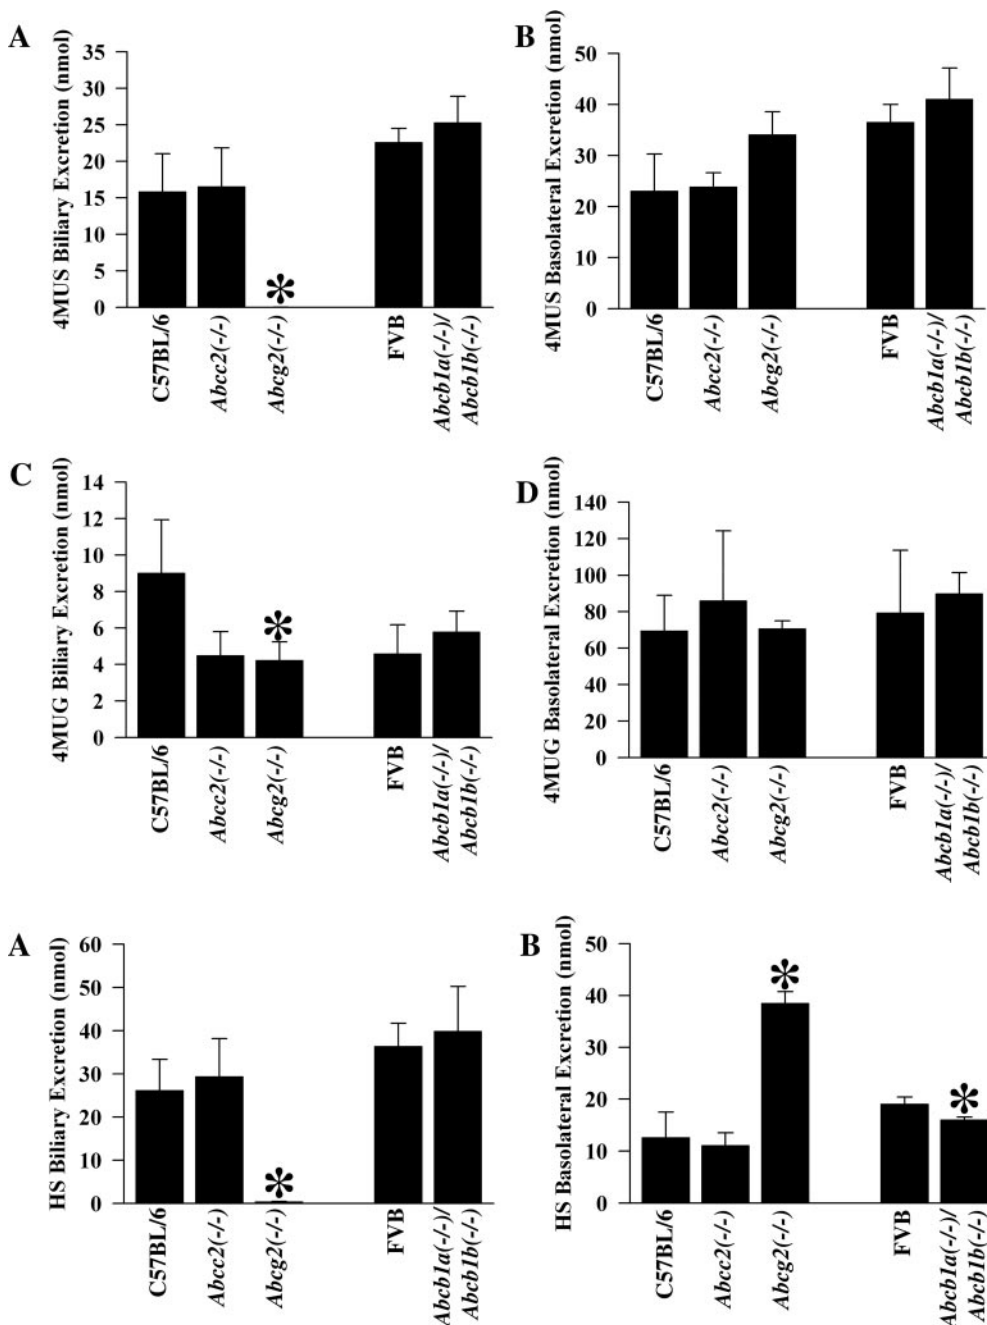 A
4MUS Biliary Excretion (nmol)
35
30
25
20
15
10
5
0
*
C57BL/6
Abcc2(-/-)
Abcg2(-/-)
FVB
Abcb1a(-/-)/
Abcb1b(-/-)
B
4MUS Basolateral Excretion (nmol)
50
40
30
20
10
0
C57BL/6
Abcc2(-/-)
Abcg2(-/-)
FVB
Abcb1a(-/-)/
Abcb1b(-/-)
C
4MUG Biliary Excretion (nmol)
14
12
10
8
6
4
2
0
*
C57BL/6
Abcc2(-/-)
Abcg2(-/-)
FVB
Abcb1a(-/-)/
Abcb1b(-/-)
D
4MUG Basolateral Excretion (nmol)
140
120
100
80
60
40
20
0
C57BL/6
Abcc2(-/-)
Abcg2(-/-)
FVB
Abcb1a(-/-)/
Abcb1b(-/-)
A
HS Biliary Excretion (nmol)
60
50
40
30
20
10
0
*
C57BL/6
Abcc2(-/-)
Abcg2(-/-)
FVB
Abcb1a(-/-)/
Abcb1b(-/-)
B
HS Basolateral Excretion (nmol)
50
40
30
20
10
0
*
*
C57BL/6
Abcc2(-/-)
Abcg2(-/-)
FVB
Abcb1a(-/-)/
Abcb1b(-/-)